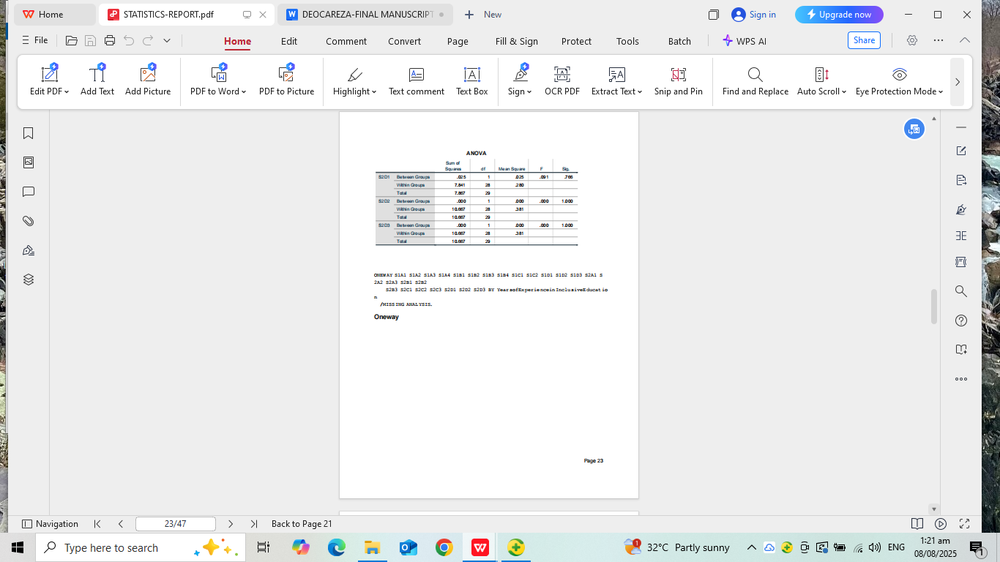 Home STATISTICS-REPORT.pdf DEOCAREZA-FINAL MANUSCRIPT New Sign in Upgrade now
File Home Edit Comment Convert Page Fill & Sign Protect Tools Batch WPS AI Share
Edit PDF Add Text Add Picture PDF to Word PDF to Picture Highlight Text comment Text Box Sign OCR PDF Extract Text Snip and Pin Find and Replace Auto Scroll Eye Protection Mode
ANOVA
Sum of
Squares df Mean Square F Sig.
S2D1 Between Groups .025 1 .025 .091 .766
Within Groups 7.841 28 .280
Total 7.867 29
S2D2 Between Groups .000 1 .000 .000 1.000
Within Groups 10.667 28 .381
Total 10.667 29
S2D3 Between Groups .000 1 .000 .000 1.000
Within Groups 10.667 28 .381
Total 10.667 29
ONEWAY S1A1 S1A2 S1A3 S1A4 S1B1 S1B2 S1B3 S1B4 S1C1 S1C2 S1D1 S1D2 S1D3 S2A1 S
2A2 S2A3 S2B1 S2B2
S2B3 S2C1 S2C2 S2C3 S2D1 S2D2 S2D3 BY YearsofExperienceinInclusiveEducatio
n
/MISSING ANALYSIS.
Oneway
Page 23
Navigation 23/47 Back to Page 21
Type here to search 1 32°C Partly sunny ENG 1:21 am
08/08/2025 1